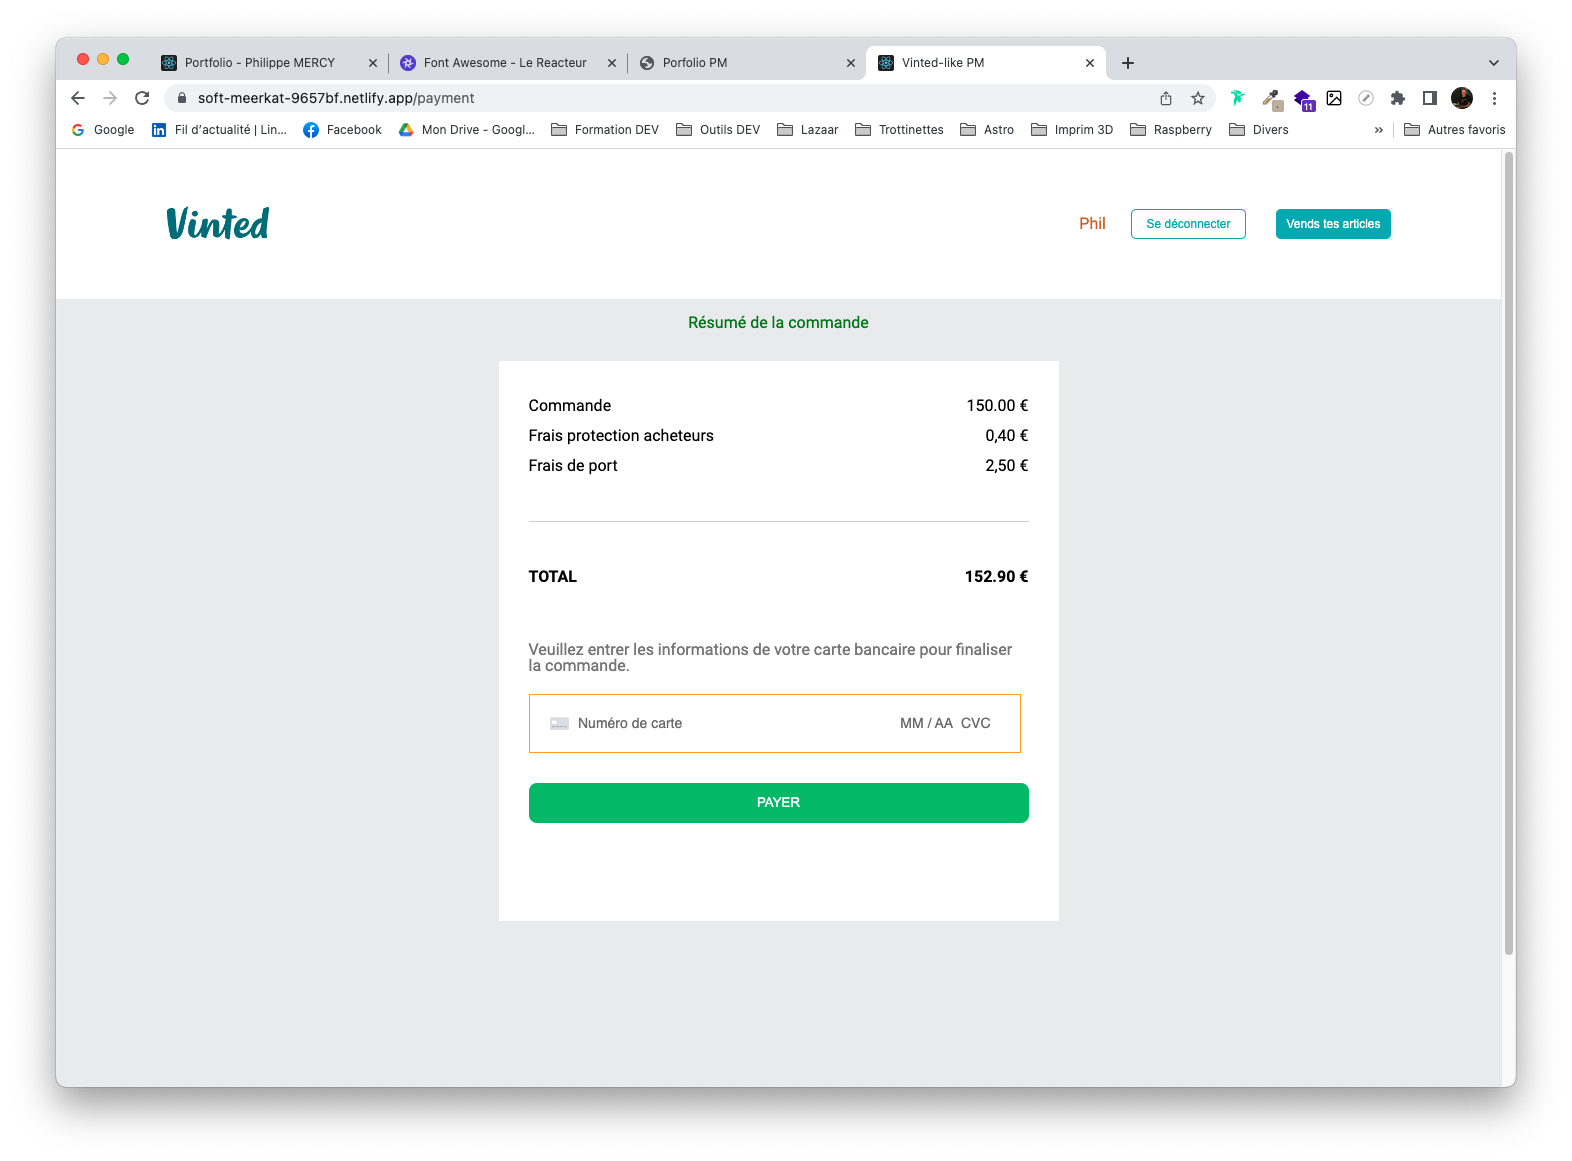 Portfolio - Philippe MERCY
Font Awesome - Le Reacteur
Porfolio PM
Vinted-like PM
soft-meerkat-9657bf.netlify.app/payment
11
Google
Fil d'actualité | Lin...
Facebook
Mon Drive - Googl...
Formation DEV
Outils DEV
Lazaar
Trottinettes
Astro
Imprim 3D
Raspberry
Divers
»
Autres favoris
Vinted
Phil
Se déconnecter
Vends tes articles
Résumé de la commande
Commande 150.00 €
Frais protection acheteurs 0,40 €
Frais de port 2,50 €
TOTAL 152.90 €
Veuillez entrer les informations de votre carte bancaire pour finaliser
la commande.
Numéro de carte MM / AA CVC
PAYER